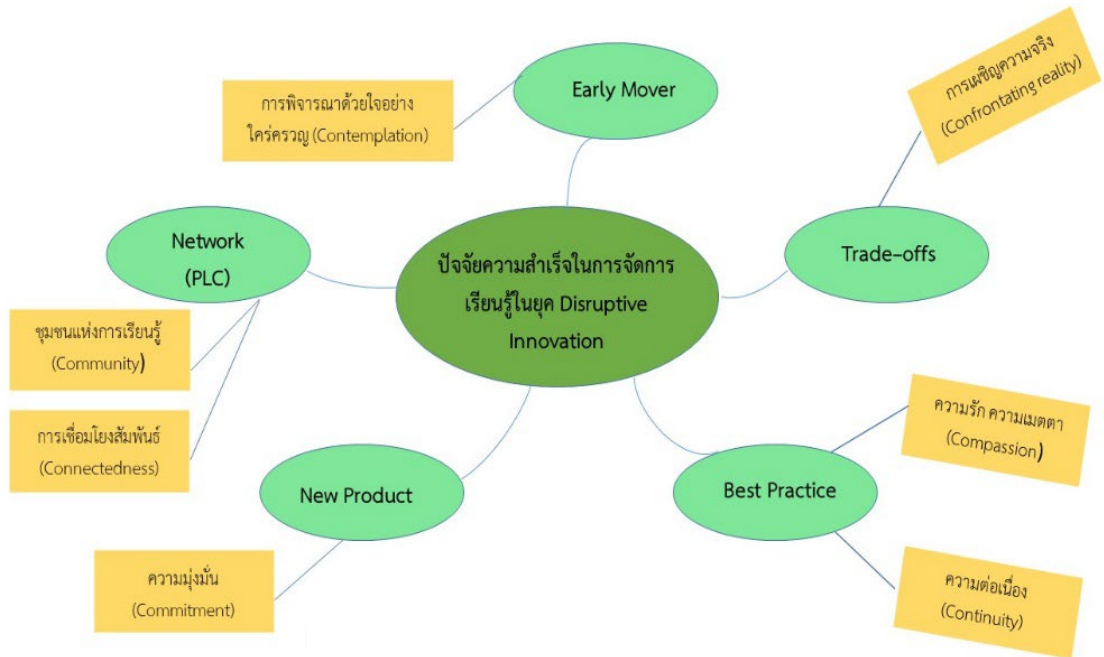 Early Mover
การพิจารณาด้วยใจอย่าง
ใคร่ครวญ (Contemplation)
การเผชิญความจริง
(Confrontating reality)
Network
(PLC)
Trade-offs
ปัจจัยความสำเร็จในการจัดการ
เรียนรู้ในยุค Disruptive
Innovation
ชุมชนแห่งการเรียนรู้
(Community)
การเชื่อมโยงสัมพันธ์
(Connectedness)
ความรัก ความเมตตา
(Compassion)
New Product
Best Practice
ความมุ่งมั่น
(Commitment)
ความต่อเนื่อง
(Continuity)